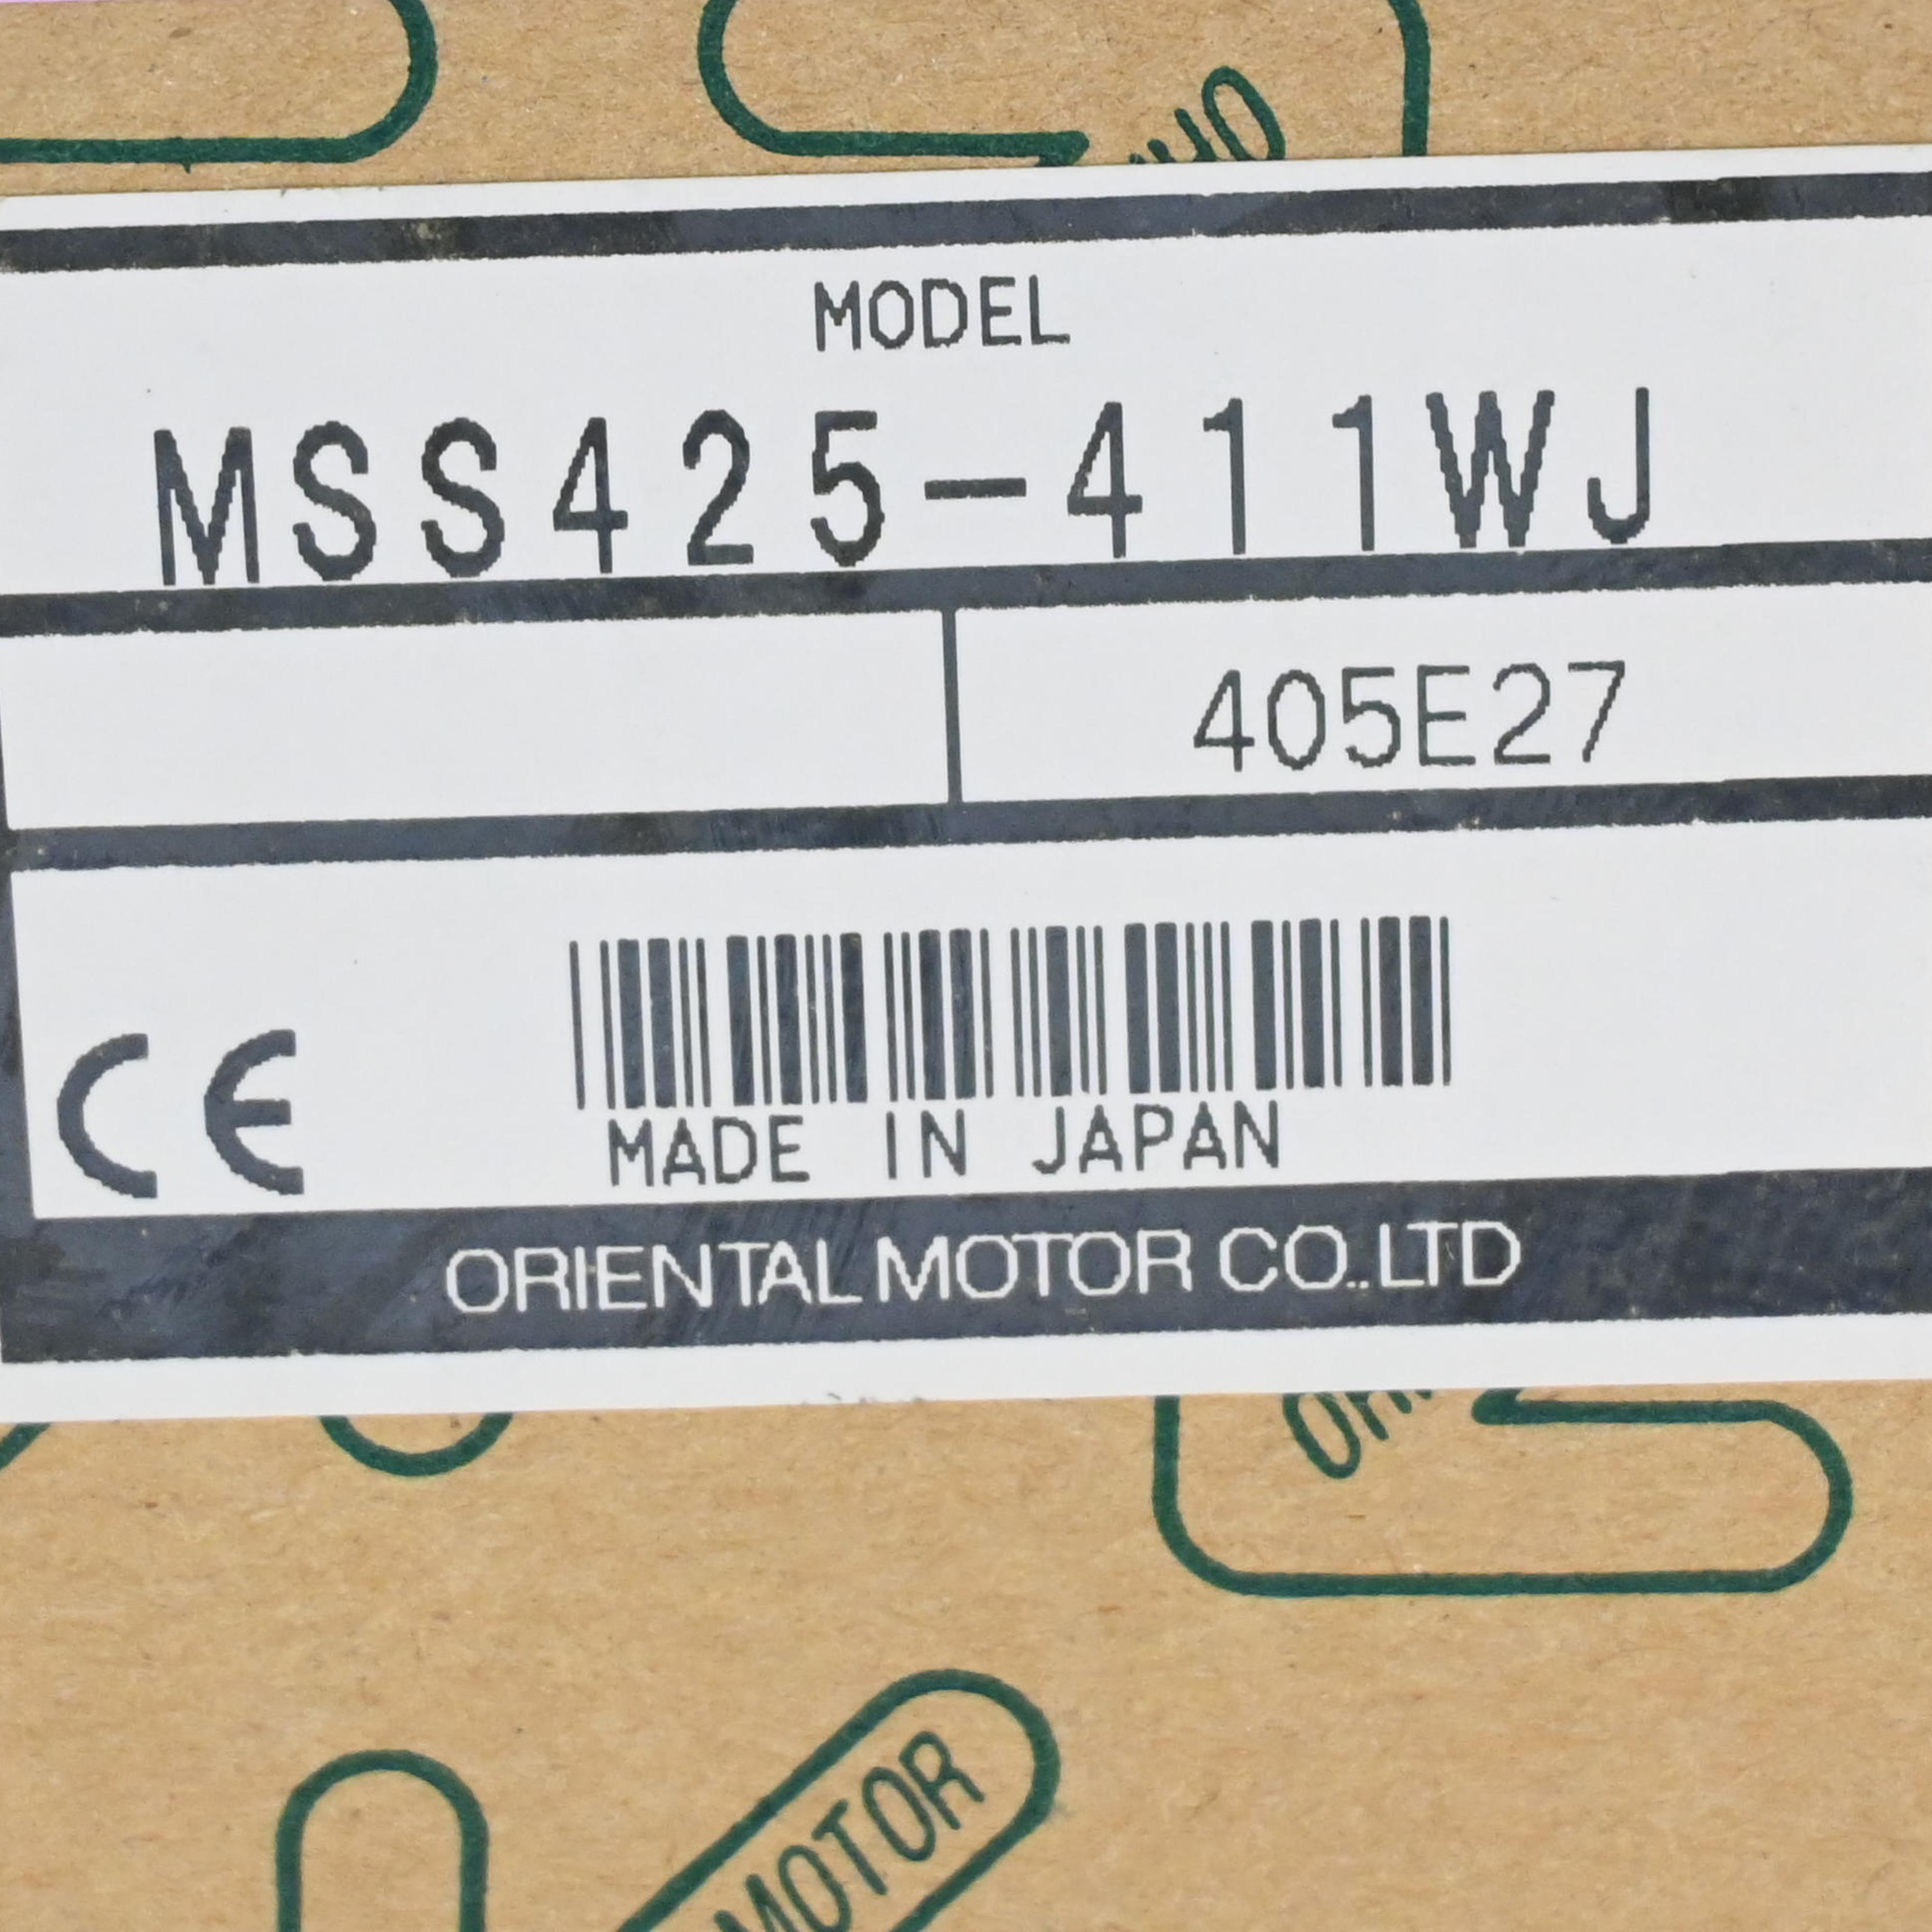 MODEL
MSS425-411WJ
405E27
CE
MADE IN JAPAN
ORIENTAL MOTOR CO.,LTD
MOTOR